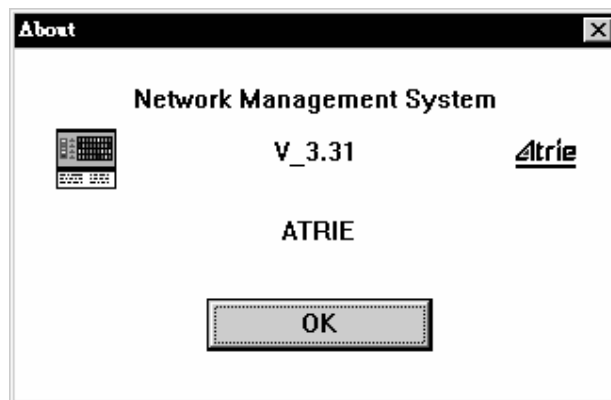 About
Network Management System
V_3.31
Atrie
ATRIE
OK